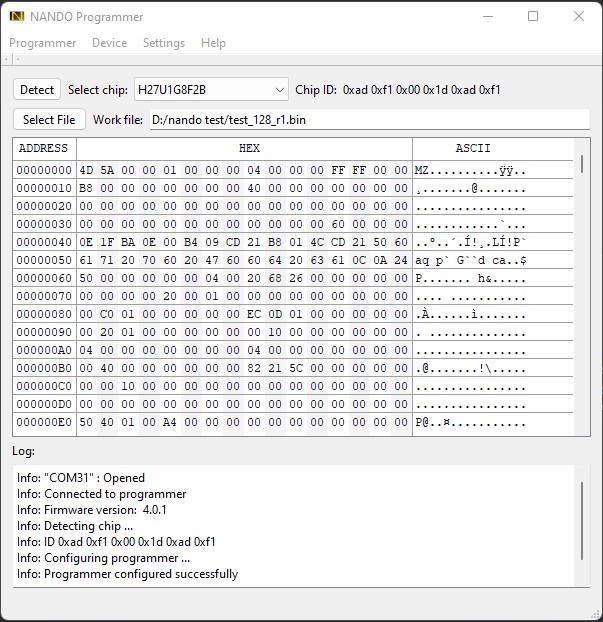 NANDO Programmer
Programmer Device Settings Help
Detect Select chip: H27U1G8F2B Chip ID: 0xad 0xf1 0x00 0x1d 0xad 0xf1
Select File Work file: D:/nando test/test_128_r1.bin
ADDRESS HEX ASCII
00000000 4D 5A 00 00 01 00 00 00 04 00 00 00 FF FF 00 00 MZ..........ÿÿ..
00000010 B8 00 00 00 00 00 00 00 40 00 00 00 00 00 00 00 ¸.......@.......
00000020 00 00 00 00 00 00 00 00 00 00 00 00 00 00 00 00 ................
00000030 00 00 00 00 00 00 00 00 00 00 00 00 60 00 00 00 ............`...
00000040 0E 1F BA 0E 00 B4 09 CD 21 B8 01 4C CD 21 50 60 ..º..´.Í!¸.LÍ!P`
00000050 61 71 20 70 60 20 47 60 60 64 20 63 61 0C 0A 24 aq p` G``d ca..$
00000060 50 00 00 00 00 00 04 00 20 68 26 00 00 00 00 00 P....... h&.....
00000070 00 00 00 00 20 00 01 00 00 00 00 00 00 00 00 00 .... ...........
00000080 00 C0 01 00 00 00 00 00 EC 0D 01 00 00 00 00 00 .À......ì.......
00000090 00 20 01 00 00 00 00 00 00 10 00 00 00 00 00 00 . ..............
000000A0 04 00 00 00 00 00 00 00 04 00 00 00 00 00 00 00 ................
000000B0 00 40 00 00 00 00 00 00 82 21 5C 00 00 00 00 00 .@.......!\.....
000000C0 00 00 10 00 00 00 00 00 00 00 00 00 00 00 00 00 ................
000000D0 00 00 00 00 00 00 00 00 00 00 00 00 00 00 00 00 ................
000000E0 50 40 01 00 A4 00 00 00 00 00 00 00 00 00 00 00 P@..¤...........
Log:
Info: "COM31" : Opened
Info: Connected to programmer
Info: Firmware version: 4.0.1
Info: Detecting chip ...
Info: ID 0xad 0xf1 0x00 0x1d 0xad 0xf1
Info: Configuring programmer ...
Info: Programmer configured successfully